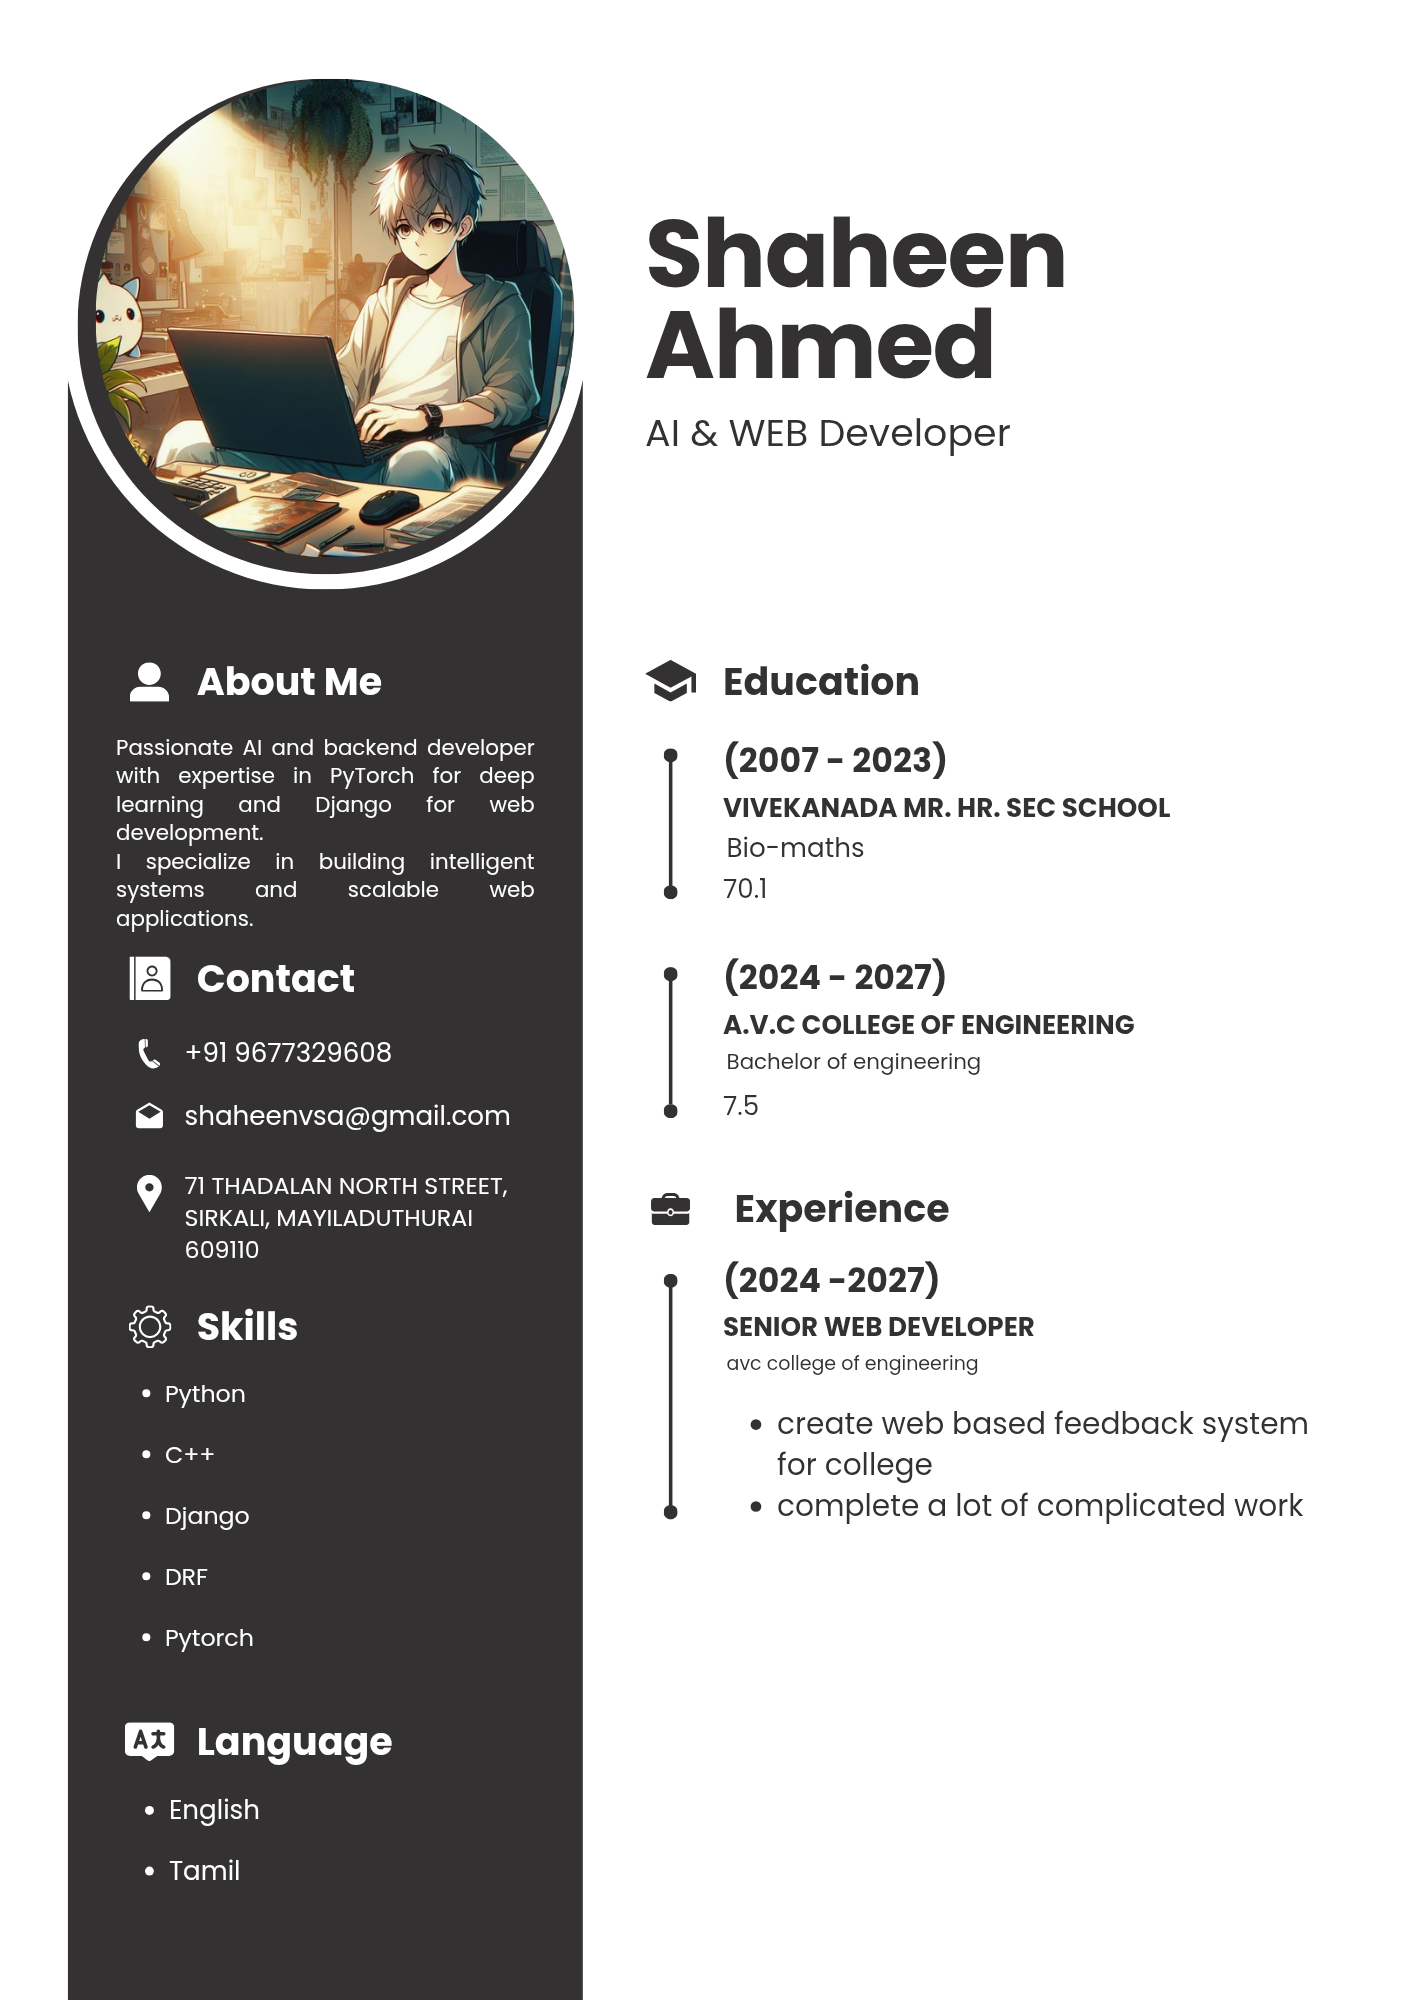 Shaheen
Ahmed
AI & WEB Developer
About Me
Passionate AI and backend developer
with expertise in PyTorch for deep
learning and Django for web
development.
I specialize in building intelligent
systems and scalable web
applications.
Contact
+91 9677329608
shaheenvsa@gmail.com
71 THADALAN NORTH STREET,
SIRKALI, MAYILADUTHURAI
609110
Skills
• Python
• C++
• Django
• DRF
• Pytorch
Language
• English
• Tamil
Education
(2007 - 2023)
VIVEKANADA MR. HR. SEC SCHOOL
Bio-maths
70.1
(2024 - 2027)
A.V.C COLLEGE OF ENGINEERING
Bachelor of engineering
7.5
Experience
(2024 -2027)
SENIOR WEB DEVELOPER
avc college of engineering
• create web based feedback system
for college
• complete a lot of complicated work